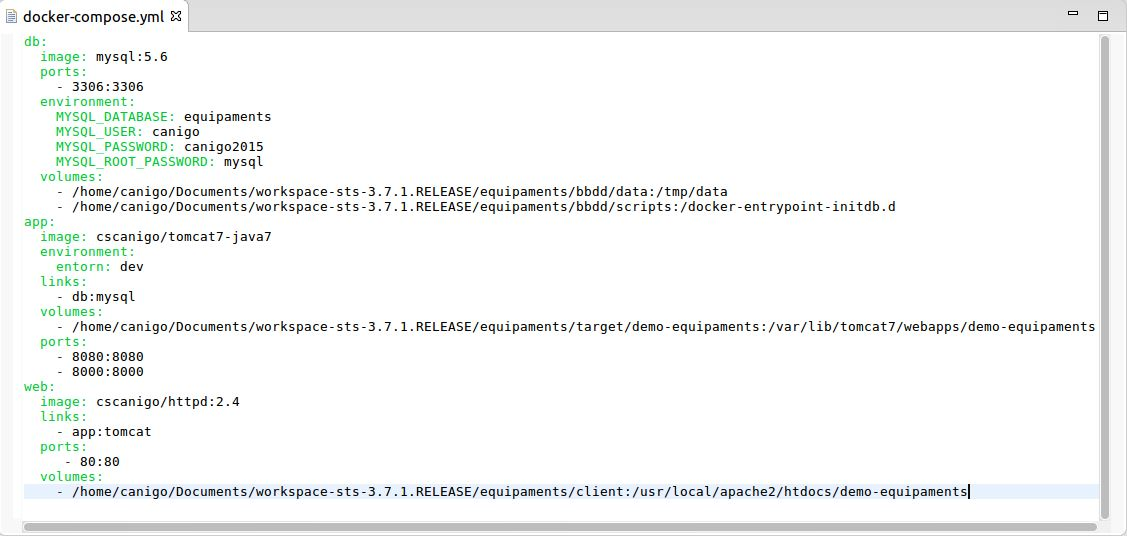 docker-compose.yml
db:
  image: mysql:5.6
  ports:
    - 3306:3306
  environment:
    MYSQL_DATABASE: equipaments
    MYSQL_USER: canigo
    MYSQL_PASSWORD: canigo2015
    MYSQL_ROOT_PASSWORD: mysql
  volumes:
    - /home/canigo/Documents/workspace-sts-3.7.1.RELEASE/equipaments/bbdd/data:/tmp/data
    - /home/canigo/Documents/workspace-sts-3.7.1.RELEASE/equipaments/bbdd/scripts:/docker-entrypoint-initdb.d
app:
  image: cscanigo/tomcat7-java7
  environment:
    entorn: dev
  links:
    - db:mysql
  volumes:
    - /home/canigo/Documents/workspace-sts-3.7.1.RELEASE/equipaments/target/demo-equipaments:/var/lib/tomcat7/webapps/demo-equipaments
  ports:
    - 8080:8080
    - 8000:8000
web:
  image: cscanigo/httpd:2.4
  links:
    - app:tomcat
  ports:
     - 80:80
  volumes:
    - /home/canigo/Documents/workspace-sts-3.7.1.RELEASE/equipaments/client:/usr/local/apache2/htdocs/demo-equipaments